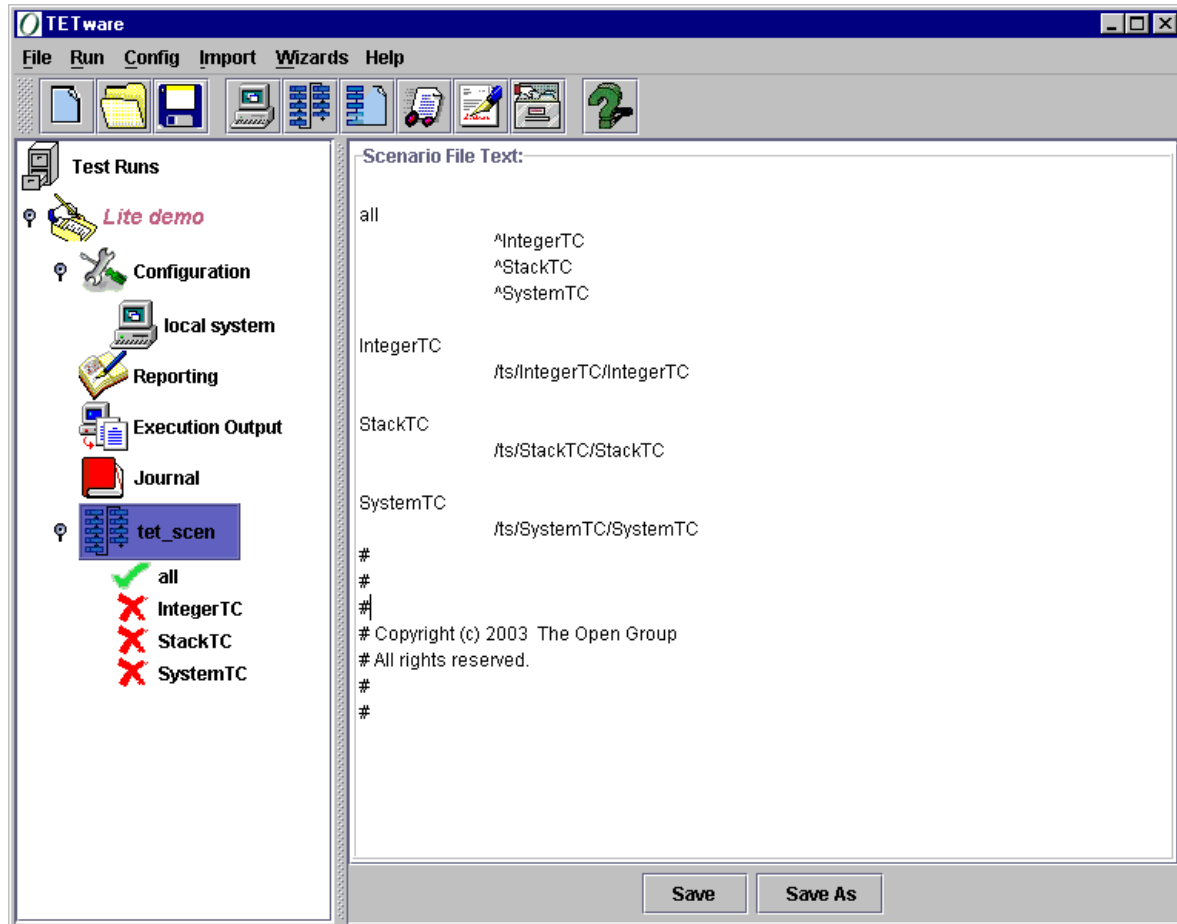 TETware
File Run Config Import Wizards Help
Test Runs
Lite demo
Configuration
local system
Reporting
Execution Output
Journal
tet_scen
all
IntegerTC
StackTC
SystemTC
Scenario File Text:
all
^IntegerTC
^StackTC
^SystemTC
IntegerTC
/ts/IntegerTC/IntegerTC
StackTC
/ts/StackTC/StackTC
SystemTC
/ts/SystemTC/SystemTC
#
#
#
# Copyright (c) 2003  The Open Group
# All rights reserved.
#
#
Save Save As